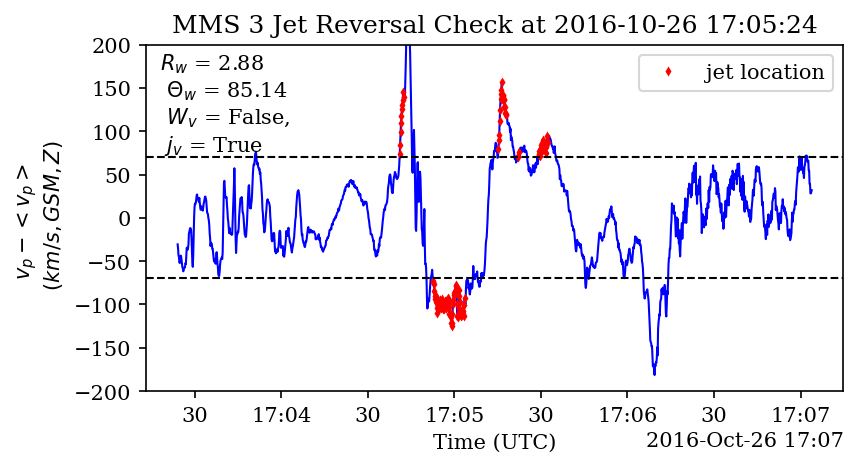 MMS 3 Jet Reversal Check at 2016-10-26 17:05:24
R_w = 2.88
Θ_w = 85.14
W_v = False,
j_v = True
jet location
v_p − < v_p >
(km/s, GSM, Z)
200
150
100
50
0
−50
−100
−150
−200
30 17:04 30 17:05 30 17:06 30 17:07
Time (UTC)
2016-Oct-26 17:07